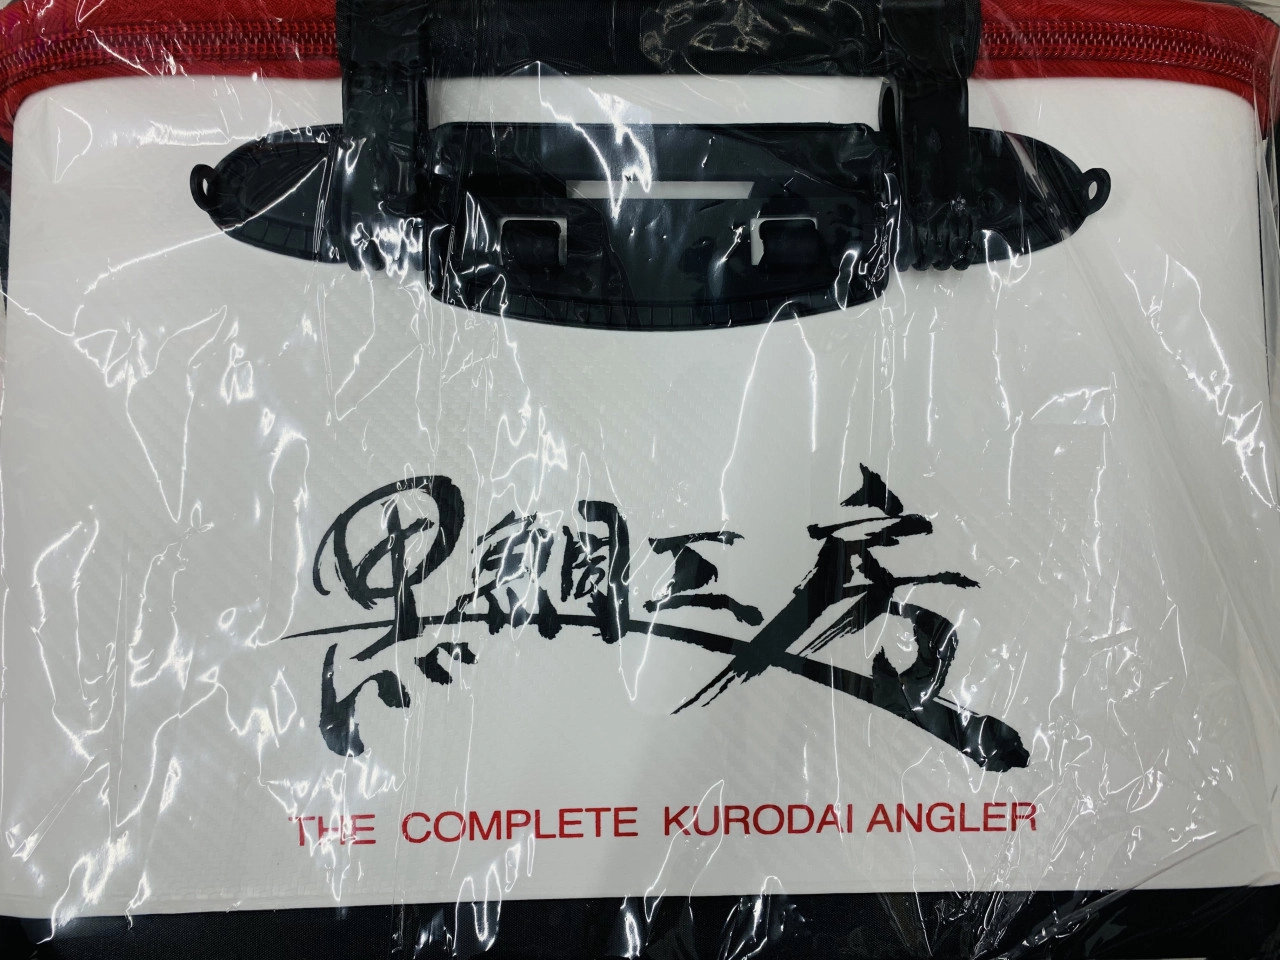 黒鯛工房
THE COMPLETE KURODAI ANGLER